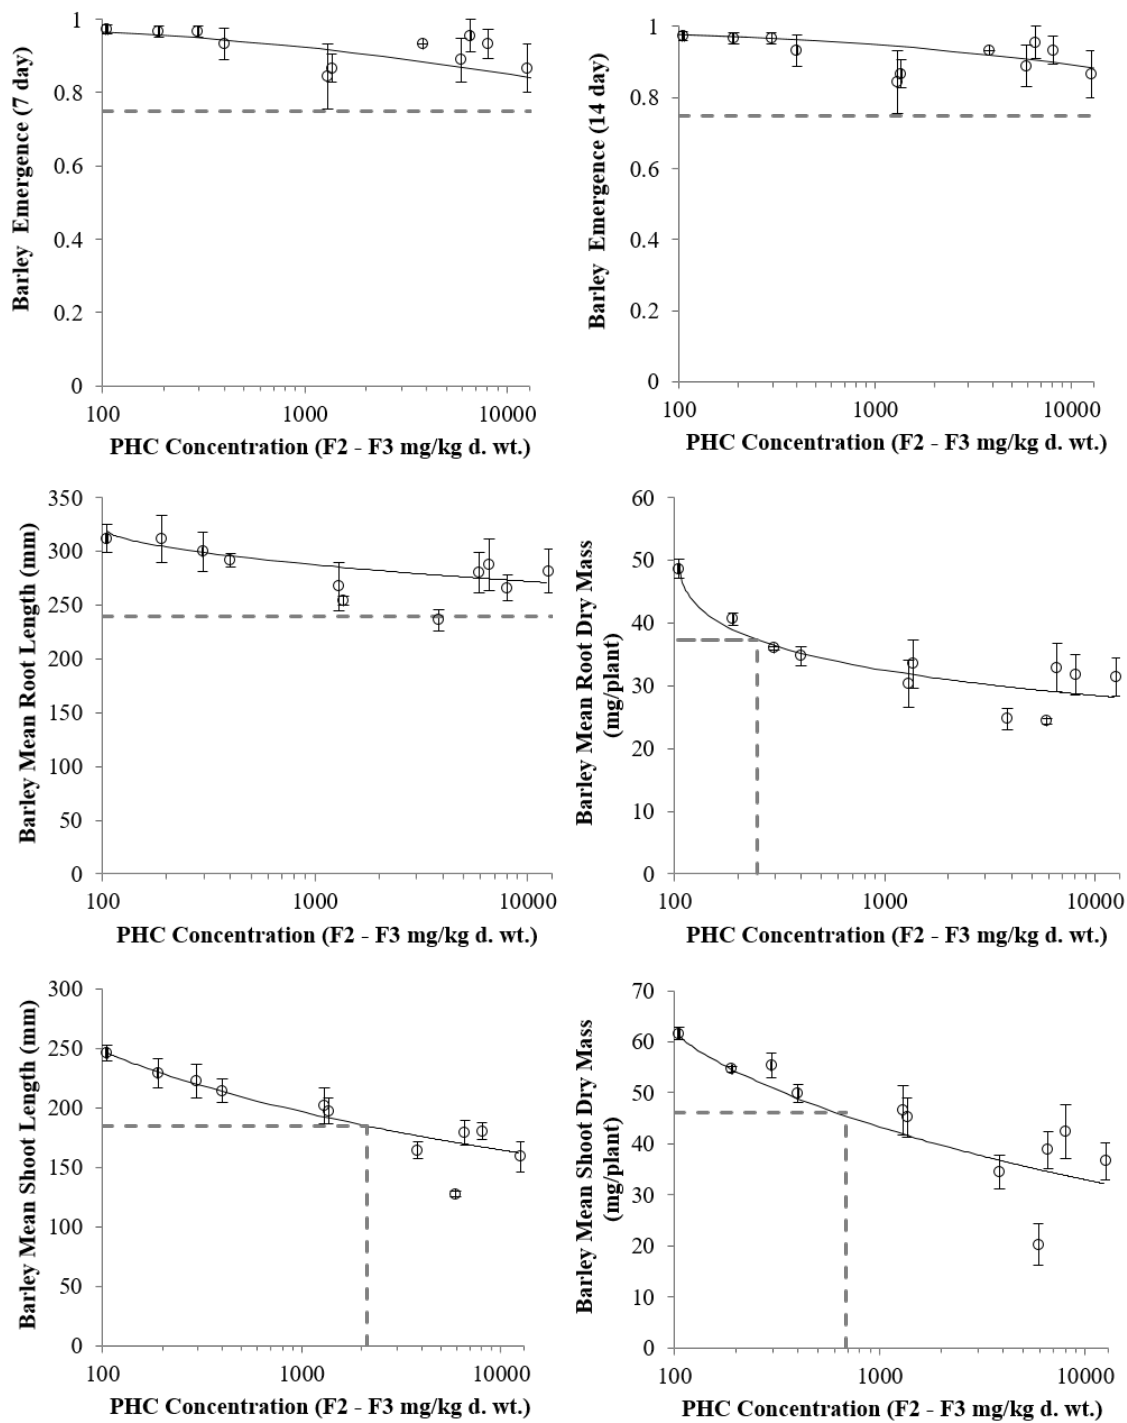 Barley Emergence (7 day)
1
0.8
0.6
0.4
0.2
0
100 1000 10000
PHC Concentration (F2 - F3 mg/kg d. wt.)
Barley Emergence (14 day)
1
0.8
0.6
0.4
0.2
0
100 1000 10000
PHC Concentration (F2 - F3 mg/kg d. wt.)
Barley Mean Root Length (mm)
350
300
250
200
150
100
50
0
100 1000 10000
PHC Concentration (F2 - F3 mg/kg d. wt.)
Barley Mean Root Dry Mass
(mg/plant)
60
50
40
30
20
10
0
100 1000 10000
PHC Concentration (F2 - F3 mg/kg d. wt.)
Barley Mean Shoot Length (mm)
300
250
200
150
100
50
0
100 1000 10000
PHC Concentration (F2 - F3 mg/kg d. wt.)
Barley Mean Shoot Dry Mass
(mg/plant)
70
60
50
40
30
20
10
0
100 1000 10000
PHC Concentration (F2 - F3 mg/kg d. wt.)